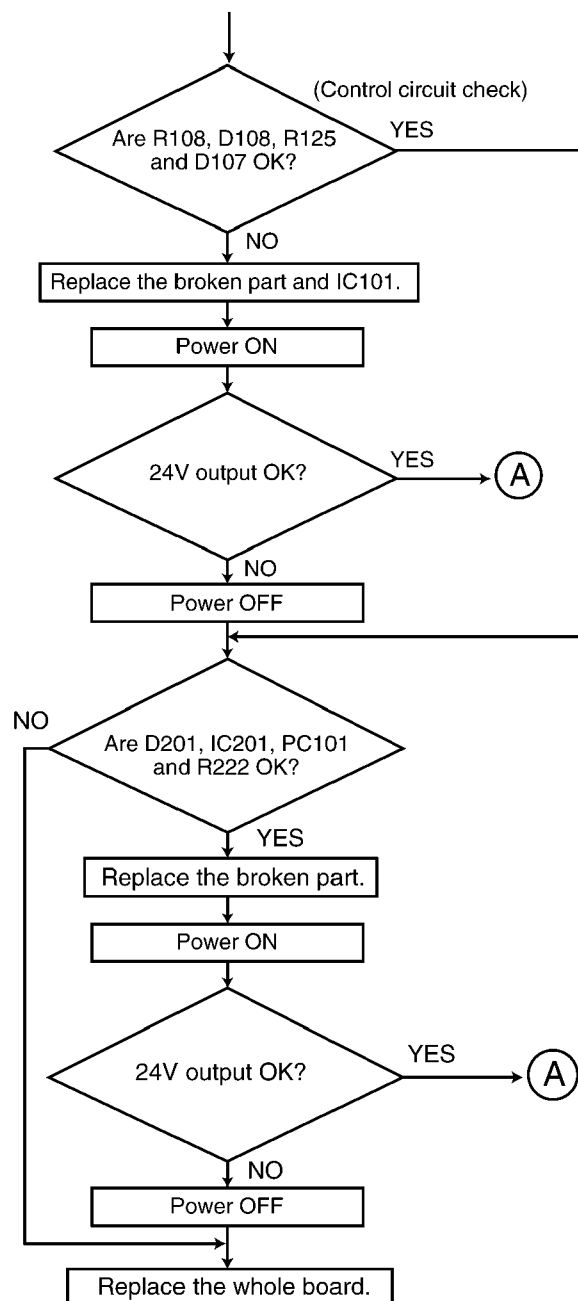 (Control circuit check)
Are R108, D108, R125
and D107 OK?
YES
NO
Replace the broken part and IC101.
Power ON
24V output OK?
YES
A
NO
Power OFF
NO
Are D201, IC201, PC101
and R222 OK?
YES
Replace the broken part.
Power ON
24V output OK?
YES
A
NO
Power OFF
Replace the whole board.